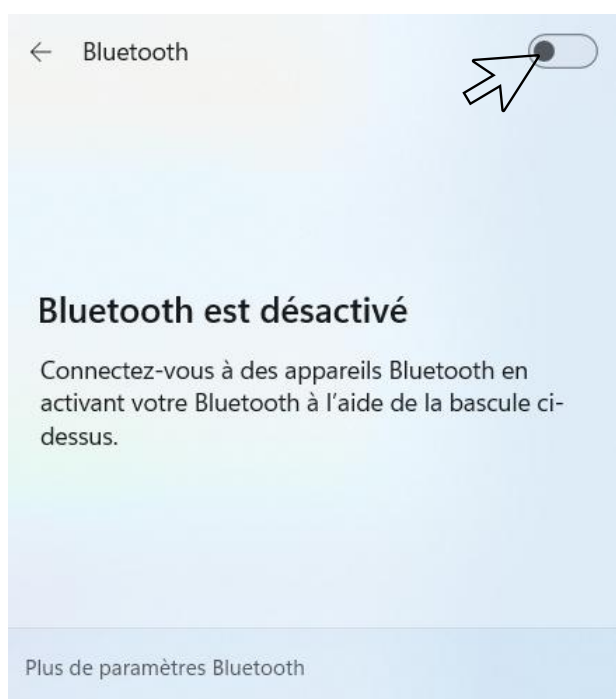 Bluetooth
Bluetooth est désactivé
Connectez-vous à des appareils Bluetooth en
activant votre Bluetooth à l’aide de la bascule ci-
dessus.
Plus de paramètres Bluetooth